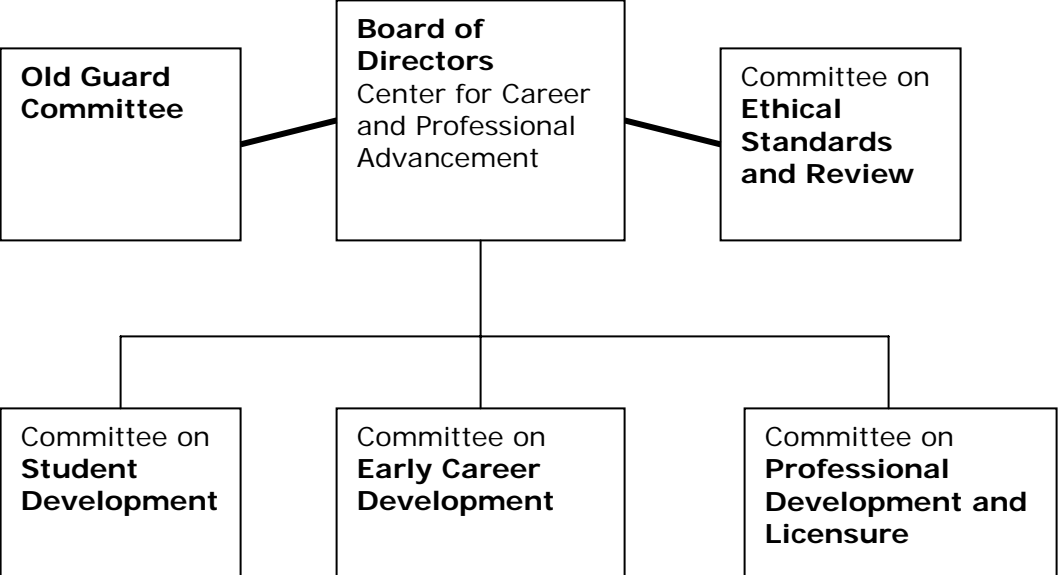 Old Guard
Committee
Board of
Directors
Center for Career
and Professional
Advancement
Committee on
Ethical
Standards
and Review
Committee on
Student
Development
Committee on
Early Career
Development
Committee on
Professional
Development and
Licensure